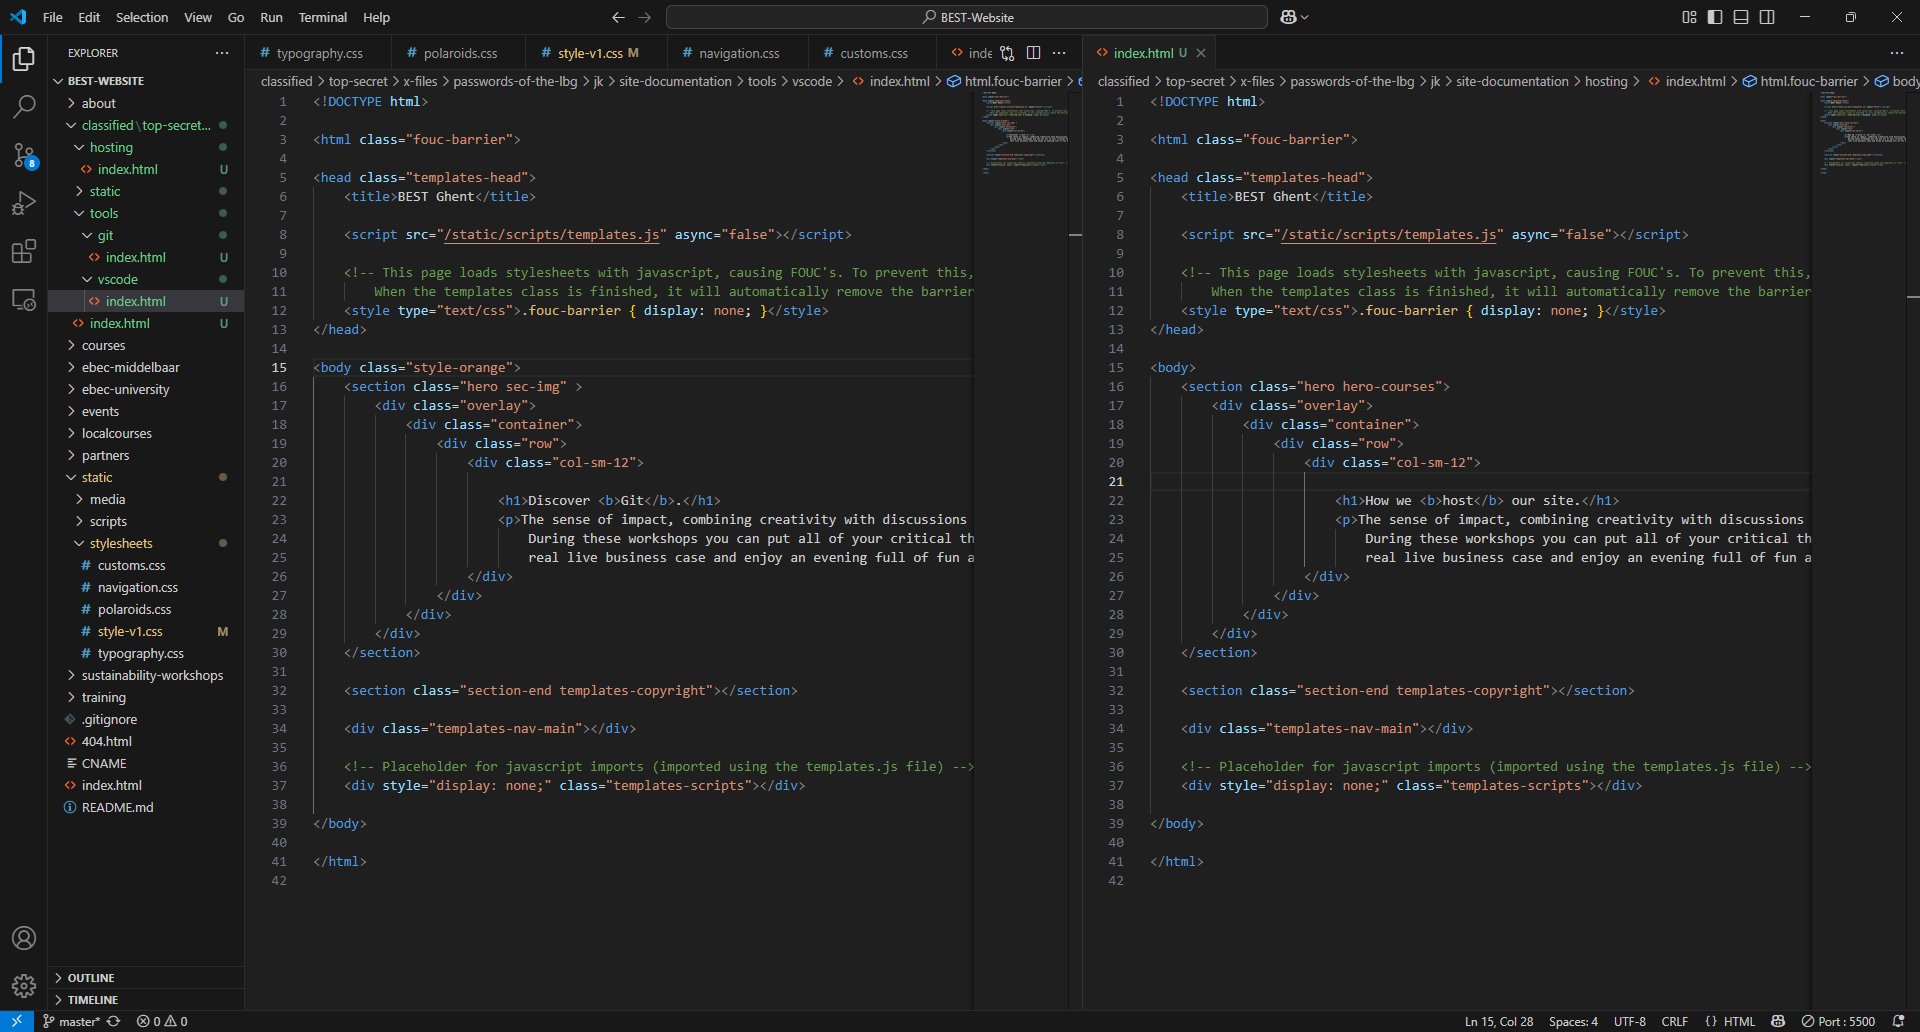 File Edit Selection View Go Run Terminal Help
BEST-Website
EXPLORER
BEST-WEBSITE
about
classified\top-secret...
hosting
index.html U
static
tools
git
index.html U
vscode
index.html U
index.html U
courses
ebec-middelbaar
ebec-university
events
localcourses
partners
static
media
scripts
stylesheets
customs.css
navigation.css
polaroids.css
style-v1.css M
typography.css
sustainability-workshops
training
.gitignore
404.html
CNAME
index.html
README.md
OUTLINE
TIMELINE
8
typography.css polaroids.css style-v1.css M navigation.css customs.css inde
classified > top-secret > x-files > passwords-of-the-lbg > jk > site-documentation > tools > vscode > index.html > html.fouc-barrier >
1 <!DOCTYPE html>
2
3 <html class="fouc-barrier">
4
5 <head class="templates-head">
6 <title>BEST Ghent</title>
7
8 <script src="/static/scripts/templates.js" async="false"></script>
9
10 <!-- This page loads stylesheets with javascript, causing FOUC's. To prevent this,
11 When the templates class is finished, it will automatically remove the barrier
12 <style type="text/css">.fouc-barrier { display: none; }</style>
13 </head>
14
15 <body class="style-orange">
16 <section class="hero sec-img" >
17 <div class="overlay">
18 <div class="container">
19 <div class="row">
20 <div class="col-sm-12">
21
22 <h1>Discover <b>Git</b>.</h1>
23 <p>The sense of impact, combining creativity with discussions
24 During these workshops you can put all of your critical th
25 real live business case and enjoy an evening full of fun a
26 </div>
27 </div>
28 </div>
29 </div>
30 </section>
31
32 <section class="section-end templates-copyright"></section>
33
34 <div class="templates-nav-main"></div>
35
36 <!-- Placeholder for javascript imports (imported using the templates.js file) -->
37 <div style="display: none;" class="templates-scripts"></div>
38
39 </body>
40
41 </html>
42
index.html U
classified > top-secret > x-files > passwords-of-the-lbg > jk > site-documentation > hosting > index.html > html.fouc-barrier > body
1 <!DOCTYPE html>
2
3 <html class="fouc-barrier">
4
5 <head class="templates-head">
6 <title>BEST Ghent</title>
7
8 <script src="/static/scripts/templates.js" async="false"></script>
9
10 <!-- This page loads stylesheets with javascript, causing FOUC's. To prevent this,
11 When the templates class is finished, it will automatically remove the barrier
12 <style type="text/css">.fouc-barrier { display: none; }</style>
13 </head>
14
15 <body>
16 <section class="hero hero-courses">
17 <div class="overlay">
18 <div class="container">
19 <div class="row">
20 <div class="col-sm-12">
21
22 <h1>How we <b>host</b> our site.</h1>
23 <p>The sense of impact, combining creativity with discussions
24 During these workshops you can put all of your critical th
25 real live business case and enjoy an evening full of fun a
26 </div>
27 </div>
28 </div>
29 </div>
30 </section>
31
32 <section class="section-end templates-copyright"></section>
33
34 <div class="templates-nav-main"></div>
35
36 <!-- Placeholder for javascript imports (imported using the templates.js file) -->
37 <div style="display: none;" class="templates-scripts"></div>
38
39 </body>
40
41 </html>
42
master* 0 0 Ln 15, Col 28 Spaces: 4 UTF-8 CRLF {} HTML Port : 5500